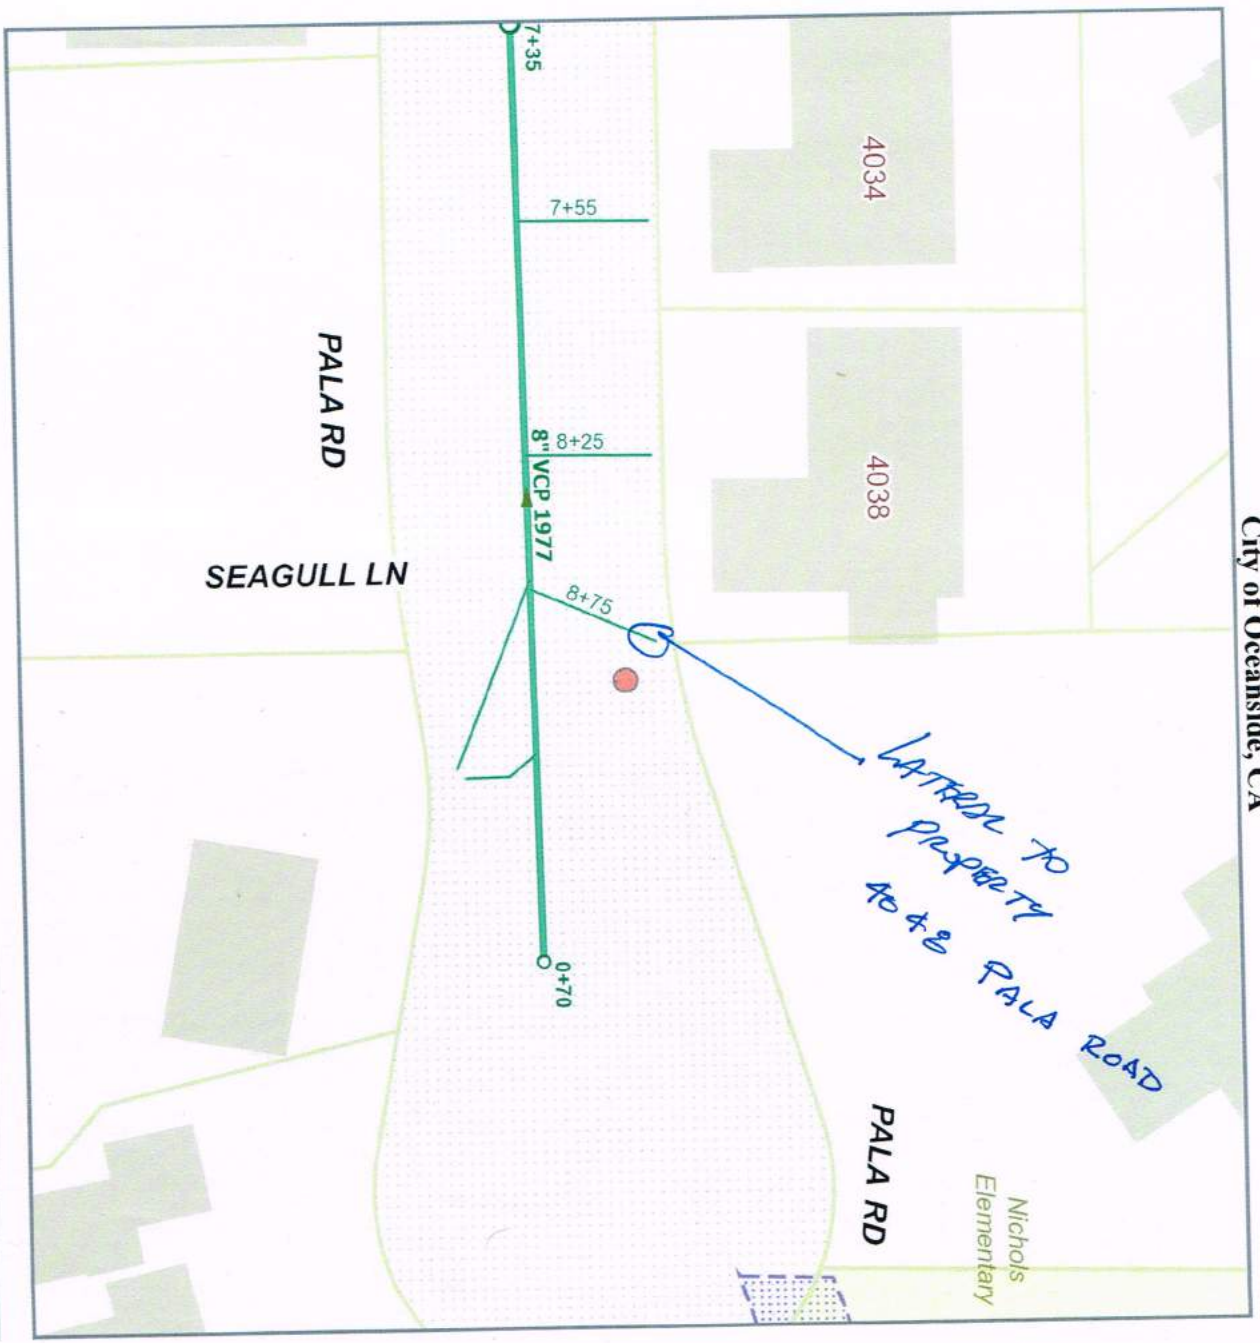 City of Oceanside, CA
7+35
4034
7+55
PALA RD
8" VCP 1977
8+25
4038
SEAGULL LN
8+75
LATERAL TO
PROPERTY
4048 PALA ROAD
0+70
PALA RD
Nichols
Elementary